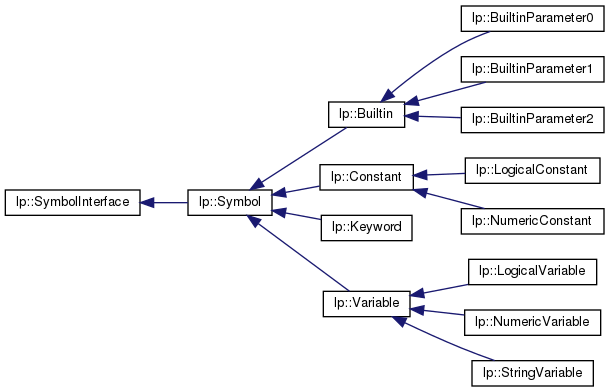 lp::BuiltinParameter0
lp::BuiltinParameter1
lp::Builtin
lp::BuiltinParameter2
lp::LogicalConstant
lp::Constant
lp::SymbolInterface
lp::Symbol
lp::NumericConstant
lp::Keyword
lp::LogicalVariable
lp::Variable
lp::NumericVariable
lp::StringVariable